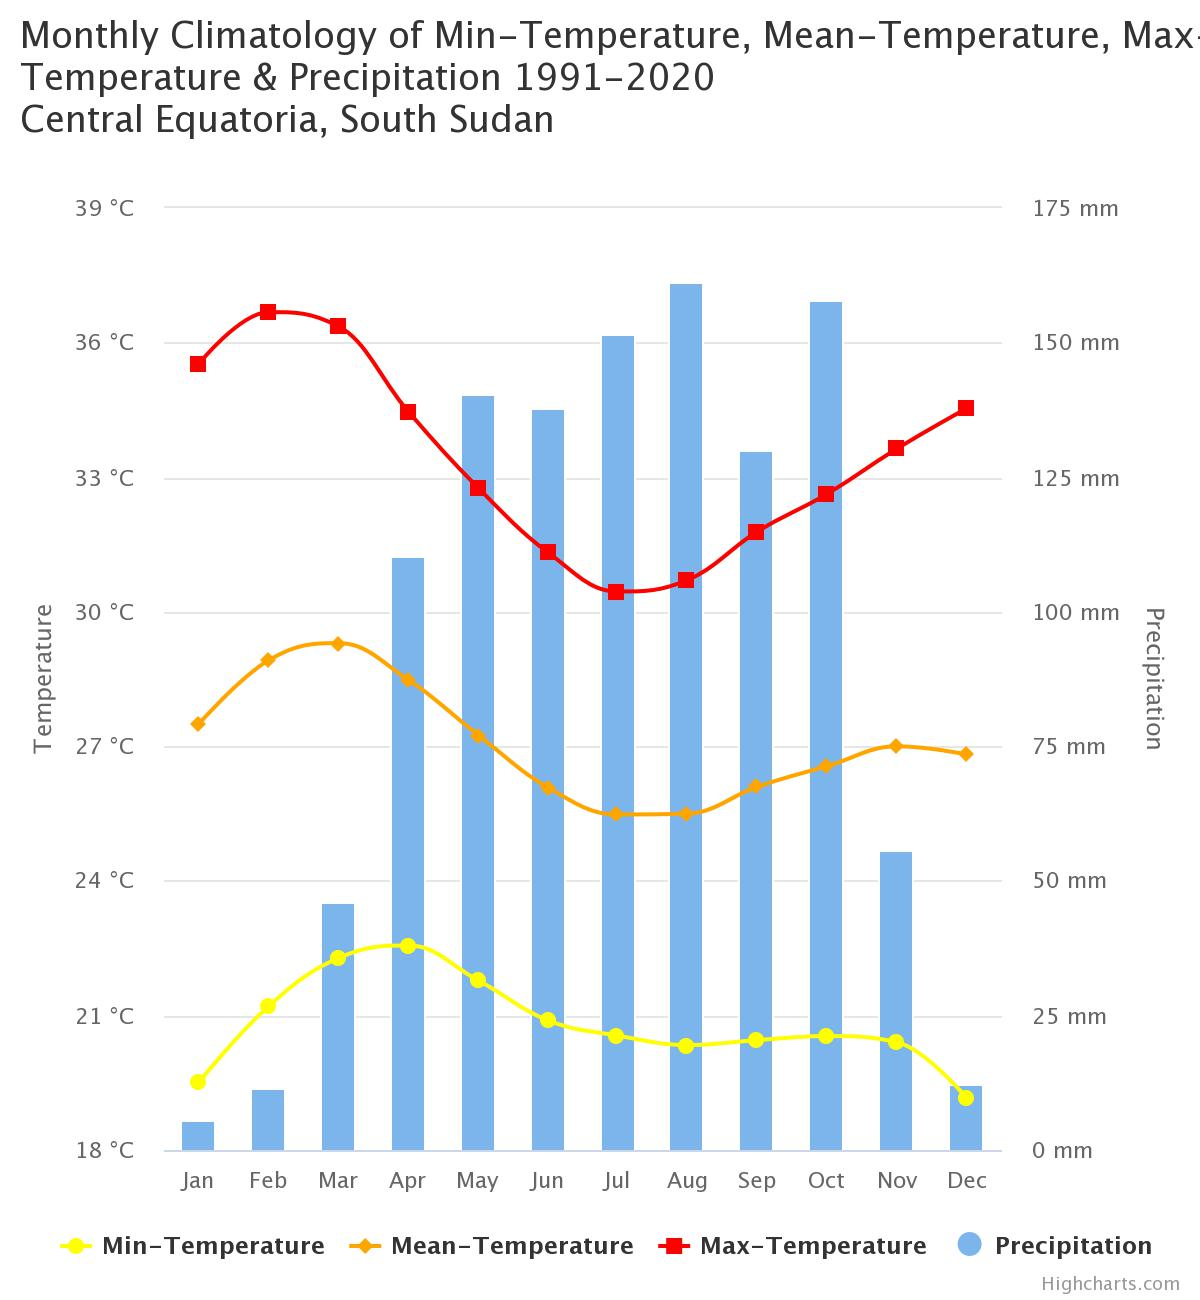 Monthly Climatology of Min-Temperature, Mean-Temperature, Max-
Temperature & Precipitation 1991-2020
Central Equatoria, South Sudan
39 °C
175 mm
36 °C
150 mm
33 °C
125 mm
30 °C
100 mm
Temperature
Precipitation
27 °C
75 mm
24 °C
50 mm
21 °C
25 mm
18 °C
0 mm
Jan Feb Mar Apr May Jun Jul Aug Sep Oct Nov Dec
Min-Temperature Mean-Temperature Max-Temperature Precipitation
Highcharts.com